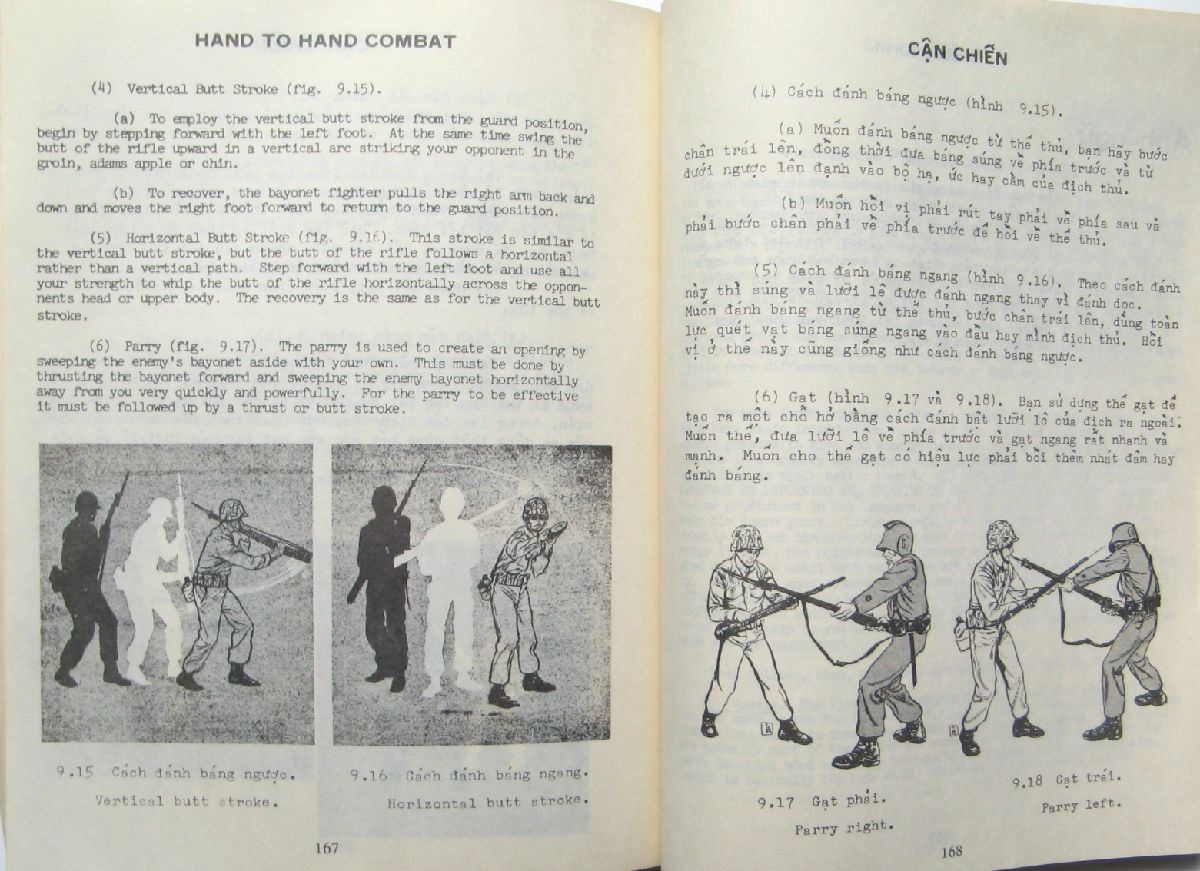 HAND TO HAND COMBAT
(4) Vertical Butt Stroke (fig. 9.15).
(a) To employ the vertical butt stroke from the guard position,
begin by stepping forward with the left foot. At the same time swing the
butt of the rifle upward in a vertical arc striking your opponent in the
groin, adams apple or chin.
(b) To recover, the bayonet fighter pulls the right arm back and
down and moves the right foot forward to return to the guard position.
(5) Horizontal Butt Stroke (fig. 9.16). This stroke is similar to
the vertical butt stroke, but the butt of the rifle follows a horizontal
rather than a vertical path. Step forward with the left foot and use all
your strength to whip the butt of the rifle horizontally across the oppon-
nents head or upper body. The recovery is the same as for the vertical butt
stroke.
(6) Parry (fig. 9.17). The parry is used to create an opening by
sweeping the enemy's bayonet aside with your own. This must be done by
thrusting the bayonet forward and sweeping the enemy bayonet horizontally
away from you very quickly and powerfully. For the parry to be effective
it must be followed up by a thrust or butt stroke.
9.15 Cách đánh báng ngược.
Vertical butt stroke.
9.16 Cách đánh báng ngang.
Horizontal butt stroke.
167
CẬN CHIẾN
(4) Cách đánh báng ngược (hình 9.15).
(a) Muốn đánh báng ngược từ thế thủ, bạn hãy bước
chân trái lên, đồng thời đưa báng súng về phía trước và từ
dưới ngược lên đánh vào bộ hạ, ức hay cằm của địch thủ.
(b) Muốn hồi vị phải rút tay phải về phía sau và
phải bước chân phải về phía trước để hồi về thế thủ.
(5) Cách đánh báng ngang (hình 9.16). Theo cách đánh
này thì súng và lưỡi lê được đánh ngang thay vì đánh dọc.
Muốn đánh báng ngang từ thế thủ, bước chân trái lên, dùng toàn
lực quét vạt báng súng ngang vào đầu hay mình địch thủ. Hồi
vị ở thế này cũng giống như cách đánh báng ngược.
(6) Gạt (hình 9.17 và 9.18). Bạn sử dụng thế gạt để
tạo ra một chỗ hở bằng cách đánh bật lưỡi lê của địch ra ngoài.
Muốn thế, đưa lưỡi lê về phía trước và gạt ngang rất nhanh và
mạnh. Muốn cho thế gạt có hiệu lực phải bồi thêm nhát đâm hay
đánh báng.
9.17 Gạt phải.
Parry right.
9.18 Gạt trái.
Parry left.
168